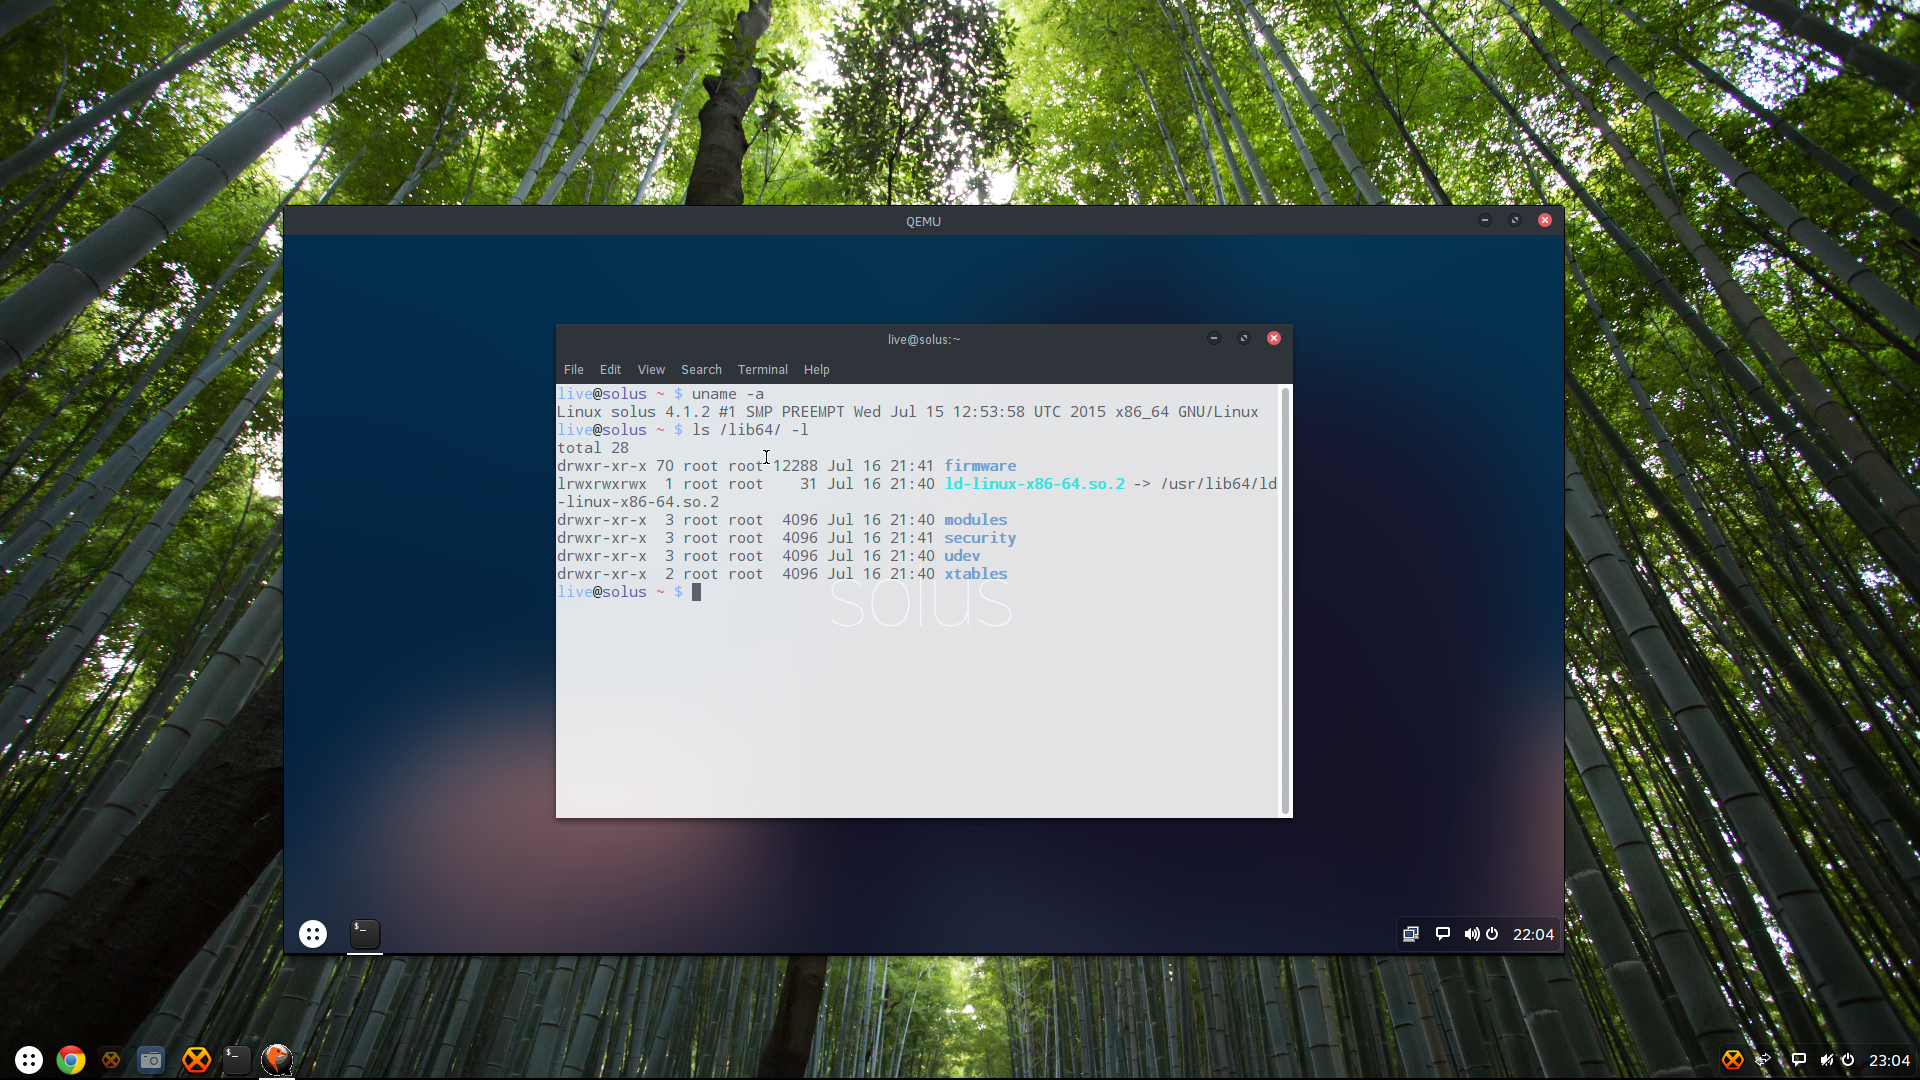 QEMU
live@solus:~
File Edit View Search Terminal Help
live@solus ~ $ uname -a
Linux solus 4.1.2 #1 SMP PREEMPT Wed Jul 15 12:53:58 UTC 2015 x86_64 GNU/Linux
live@solus ~ $ ls /lib64/ -l
total 28
drwxr-xr-x 70 root root 12288 Jul 16 21:41 firmware
lrwxrwxrwx  1 root root    31 Jul 16 21:40 ld-linux-x86-64.so.2 -> /usr/lib64/ld
-linux-x86-64.so.2
drwxr-xr-x  3 root root  4096 Jul 16 21:40 modules
drwxr-xr-x  3 root root  4096 Jul 16 21:41 security
drwxr-xr-x  3 root root  4096 Jul 16 21:40 udev
drwxr-xr-x  2 root root  4096 Jul 16 21:40 xtables
live@solus ~ $
solus
$_
22:04
$_
23:04